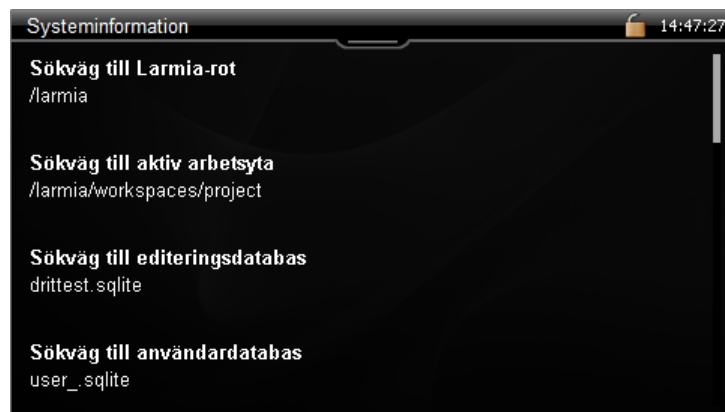 Systeminformation
14:47:27
Sökväg till Larmia-rot
/larmia
Sökväg till aktiv arbetsyta
/larmia/workspaces/project
Sökväg till editeringsdatabas
drittest.sqlite
Sökväg till användardatabas
user_.sqlite